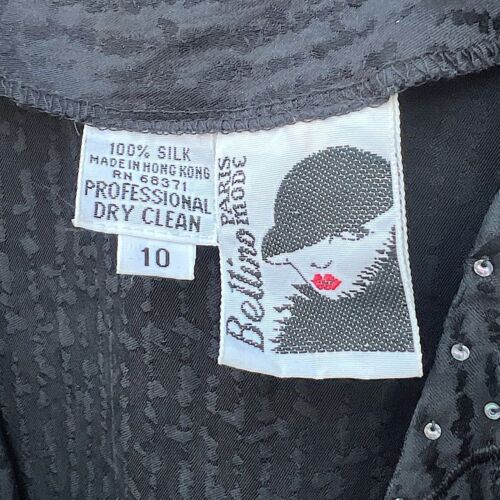 100% SILK
MADE IN HONG KONG
RN 68371
PROFESSIONAL
DRY CLEAN
10
Bellino
PARIS
MODE